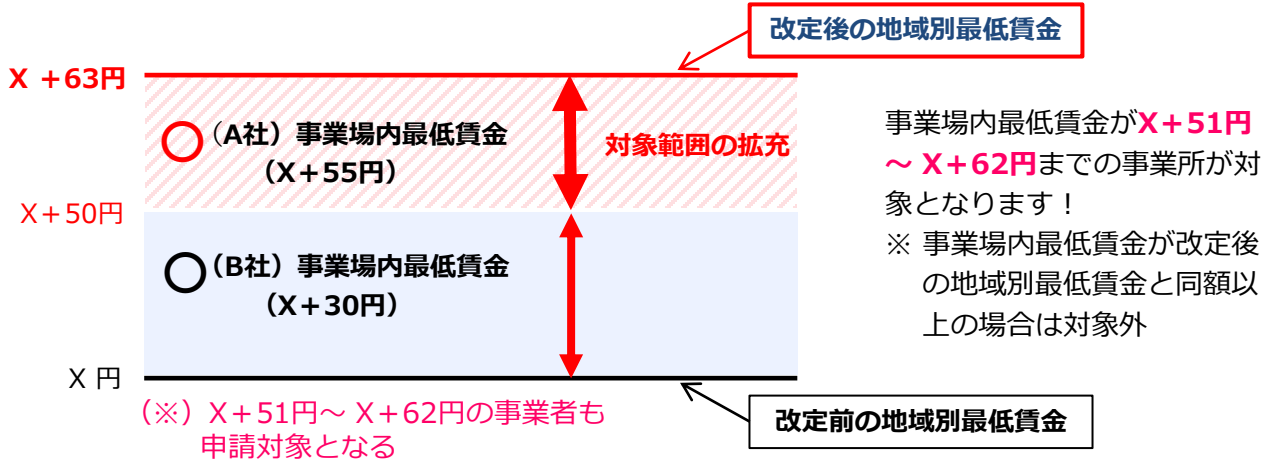 改定後の地域別最低賃金
X +63円
○（A社）事業場内最低賃金
（X+55円）
対象範囲の拡充
X+50円
○（B社）事業場内最低賃金
（X+30円）
X 円
（※）X+51円～ X+62円の事業者も
申請対象となる
改定前の地域別最低賃金
事業場内最低賃金がX+51円
～ X+62円までの事業所が対
象となります！
※ 事業場内最低賃金が改定後
の地域別最低賃金と同額以
上の場合は対象外